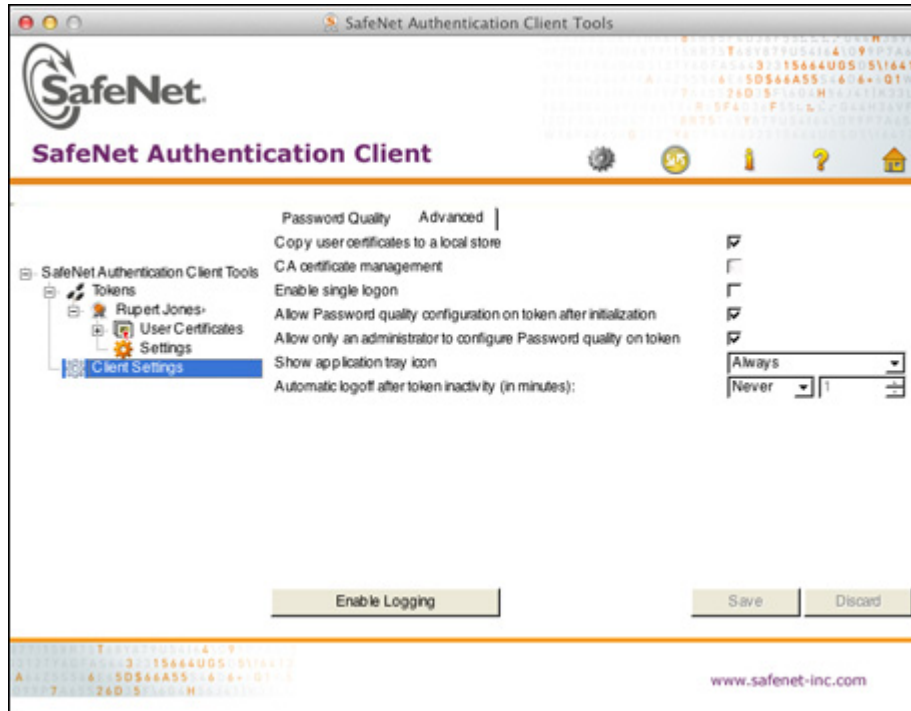 SafeNet Authentication Client Tools
SafeNet.
SafeNet Authentication Client
Password Quality Advanced
Copy user certificates to a local store
SafeNet Authentication Client Tools
CA certificate management
Tokens
Enable single logon
Rupert Jones
Allow Password quality configuration on token after initialization
User Certificates
Allow only an administrator to configure Password quality on token
Settings
Client Settings
Show application tray icon
Always
Automatic logoff after token inactivity (in minutes):
Never
1
Enable Logging
Save
Discard
www.safenet-inc.com